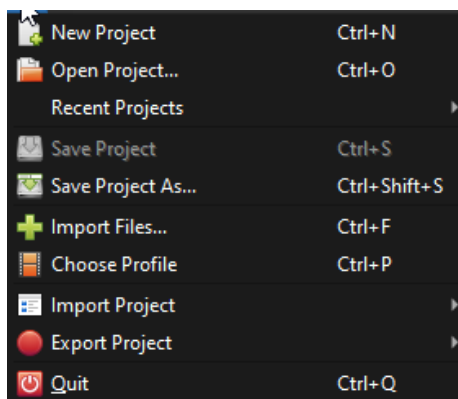 New Project Ctrl+N
Open Project... Ctrl+O
Recent Projects
Save Project Ctrl+S
Save Project As... Ctrl+Shift+S
Import Files... Ctrl+F
Choose Profile Ctrl+P
Import Project
Export Project
Quit Ctrl+Q